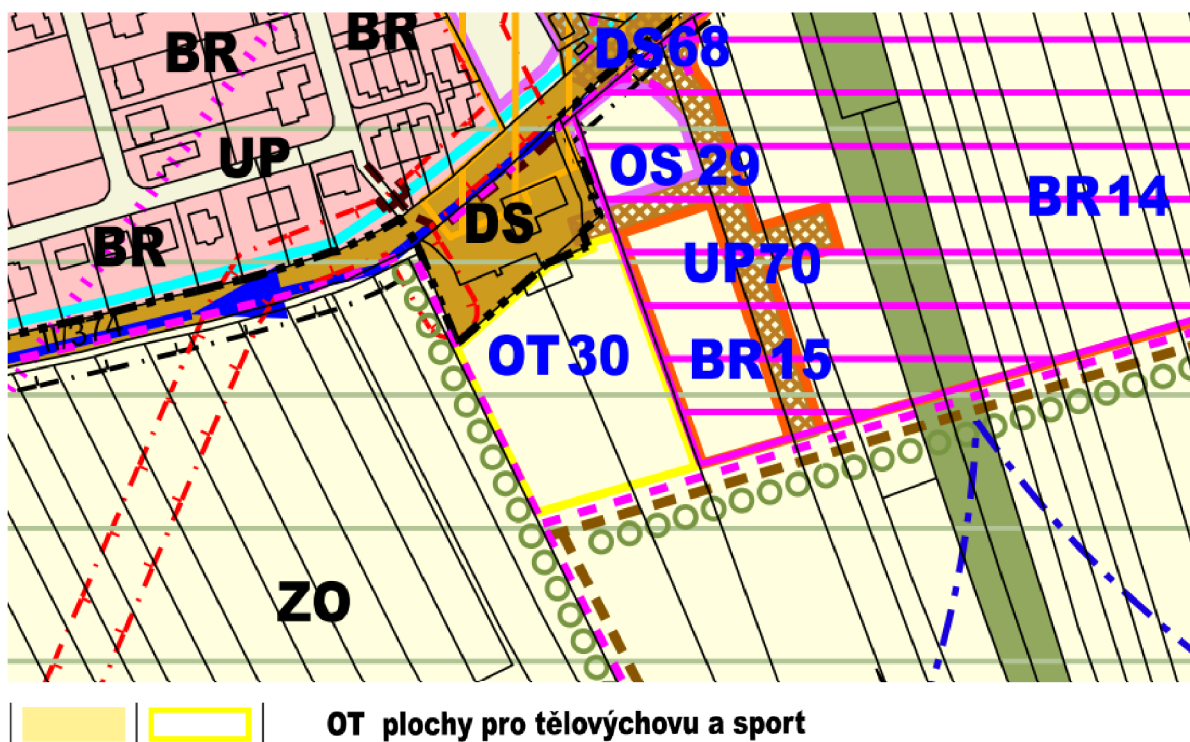 BR
BR
DS68
UP
OS 29
BR14
DS
BR
UP70
OT 30
BR15
ZO
OT plochy pro tělovýchovu a sport